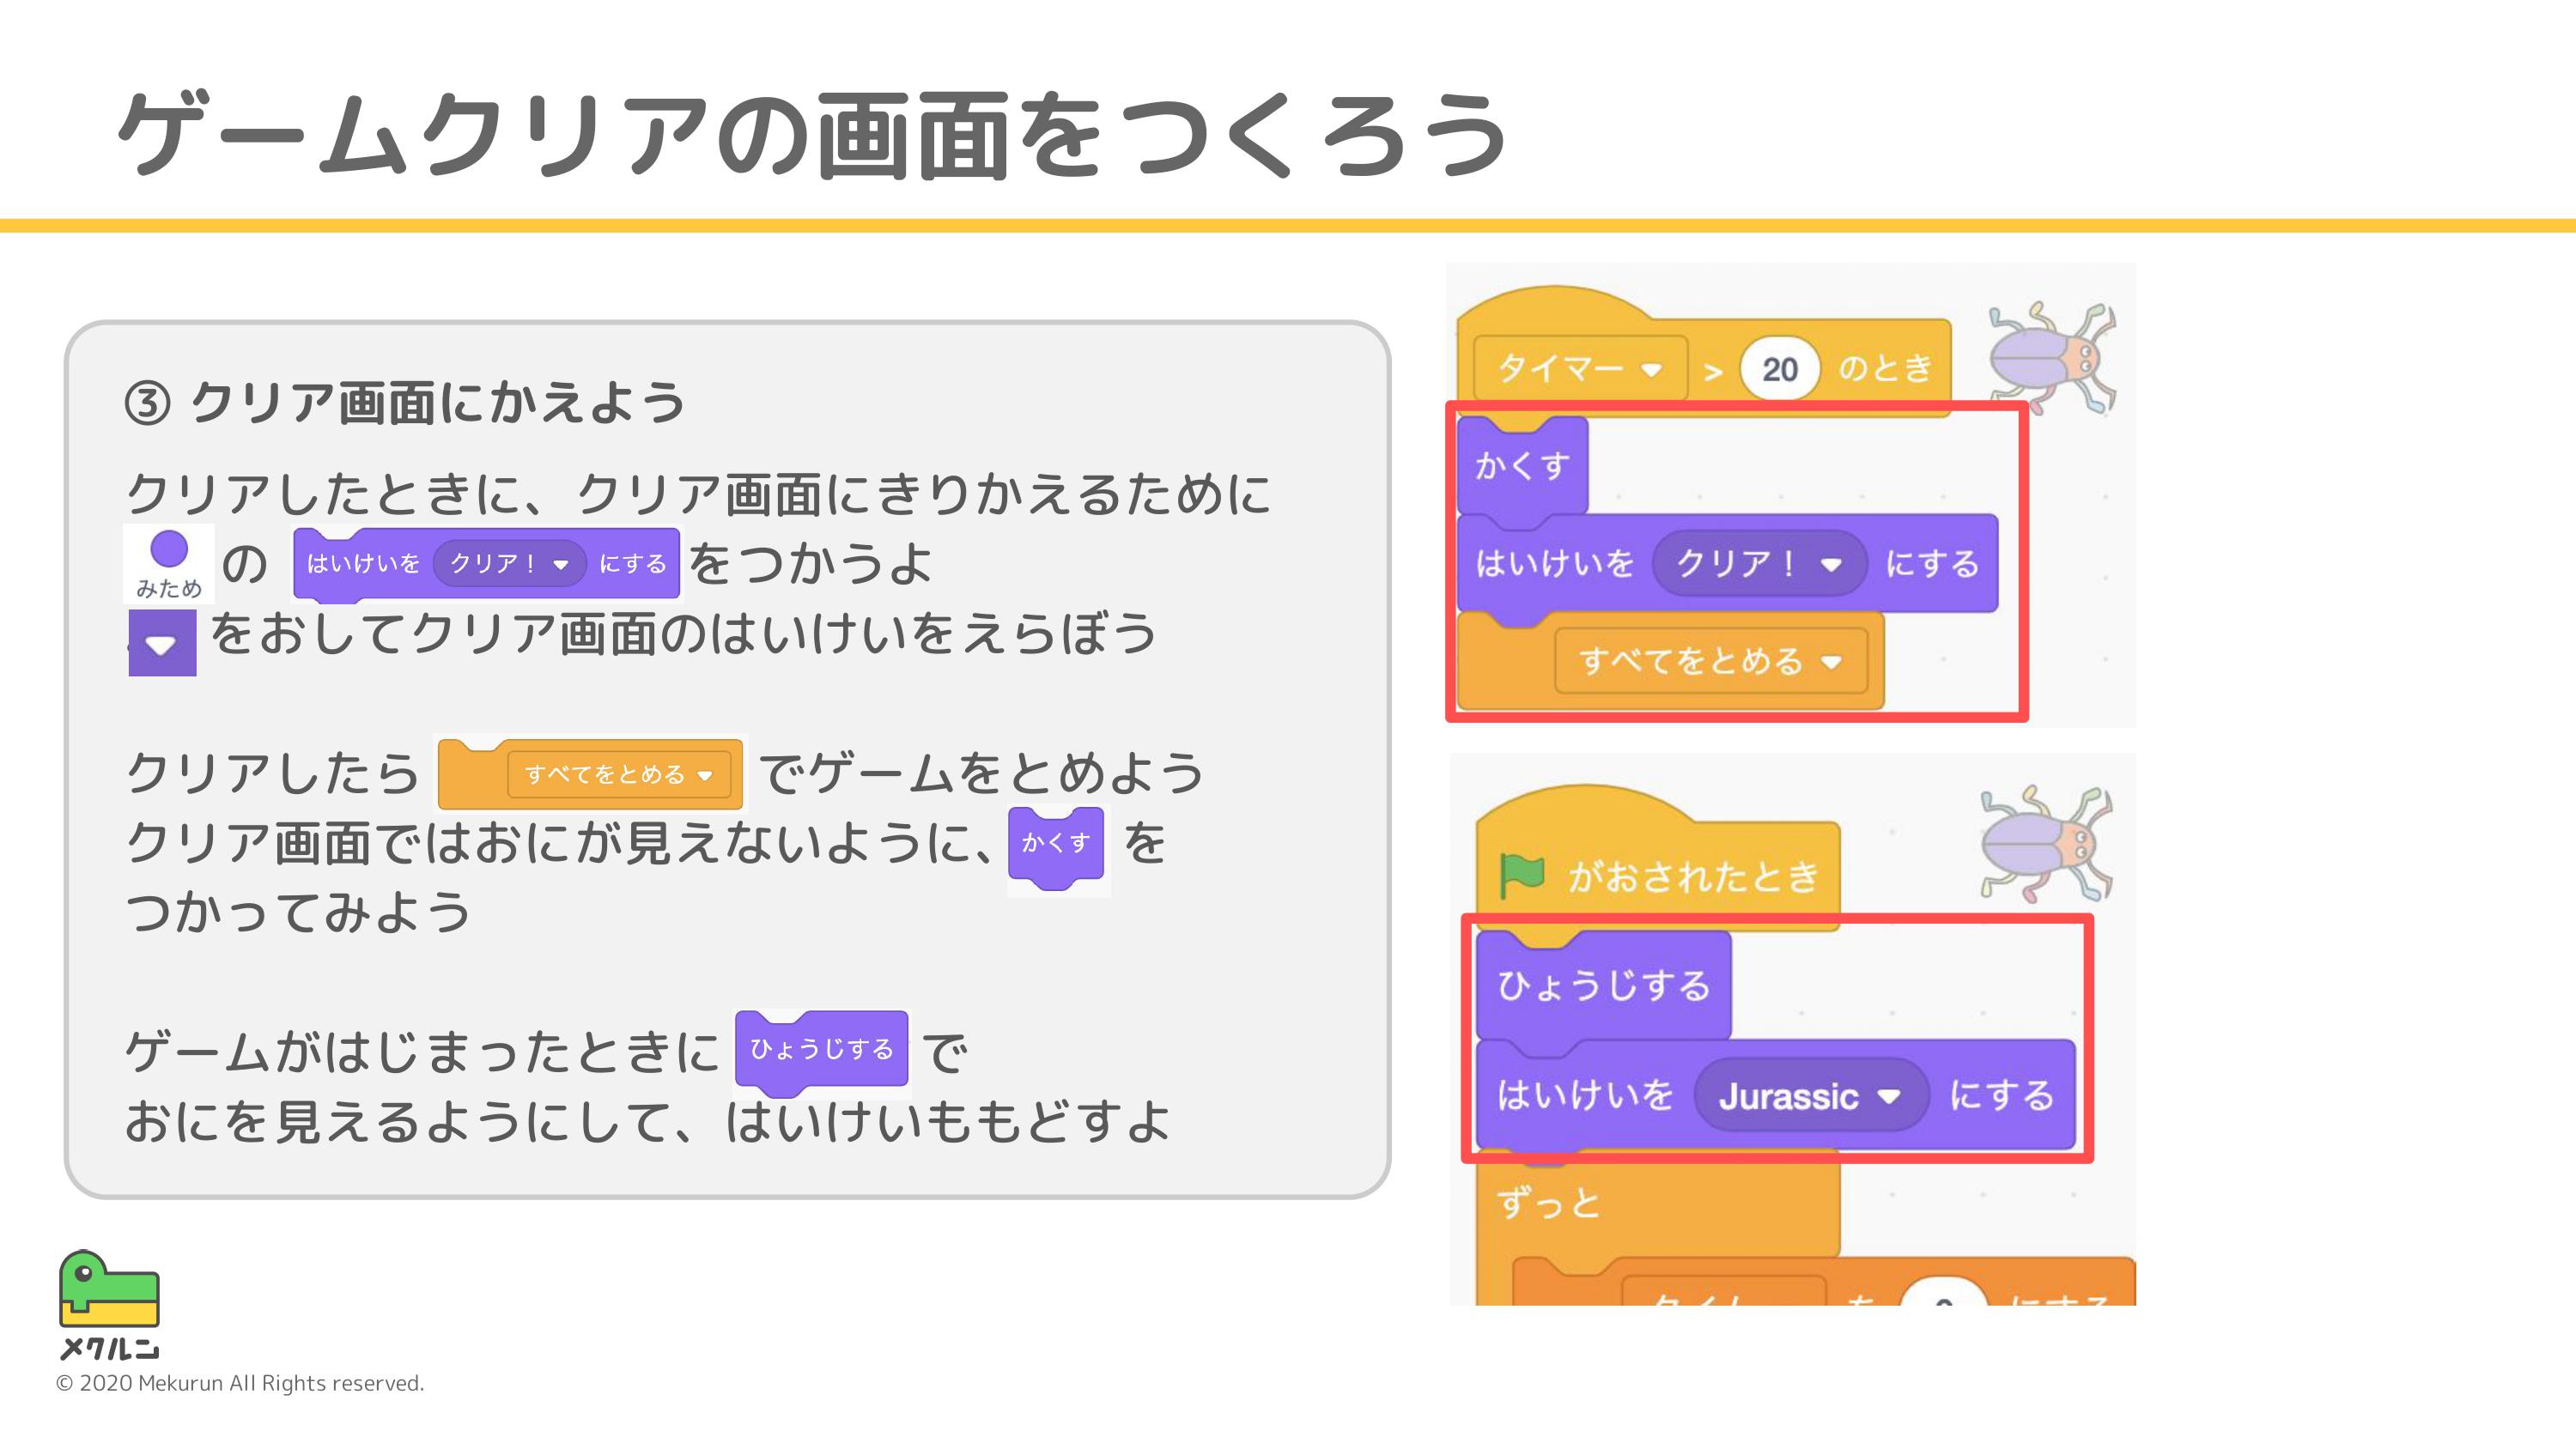 ゲームクリアの画面をつくろう
③ クリア画面にかえよう
クリアしたときに、クリア画面にきりかえるために
みため の はいけいを クリア！ にする をつかうよ
をおしてクリア画面のはいけいをえらぼう
クリアしたら すべてをとめる でゲームをとめよう
クリア画面ではおにが見えないように、かくす を
つかってみよう
ゲームがはじまったときに ひょうじする で
おにを見えるようにして、はいけいももどすよ
タイマー > 20 のとき
かくす
はいけいを クリア！ にする
すべてをとめる
がおされたとき
ひょうじする
はいけいを Jurassic にする
ずっと
メクルン
© 2020 Mekurun All Rights reserved.